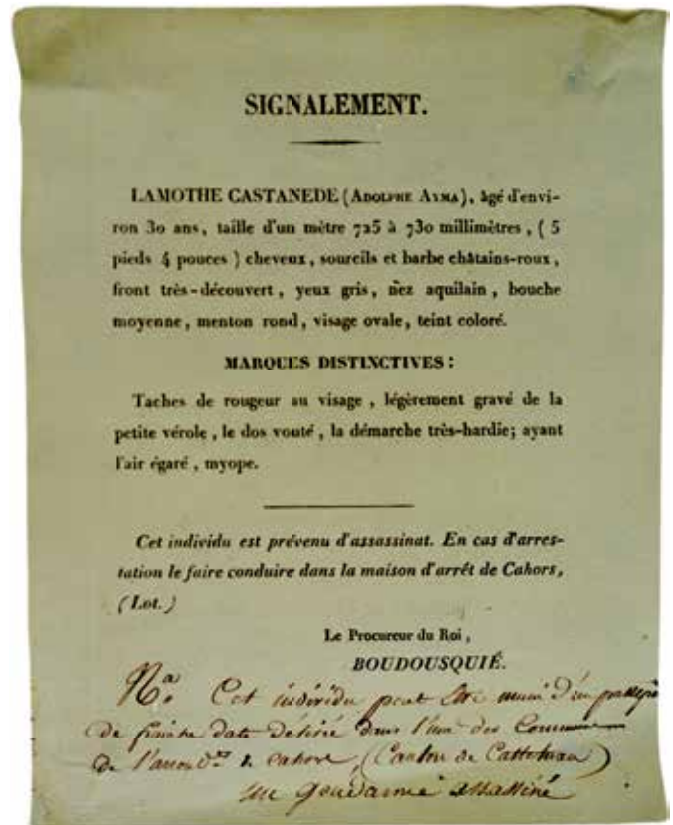 SIGNALEMENT.
LAMOTHE CASTANEDE (ADOLPHE AYMA), âgé d'envi-
ron 30 ans, taille d'un mètre 725 à 730 millimètres, ( 5
pieds 4 pouces ) cheveux, sourcils et barbe châtains-roux,
front très-découvert, yeux gris, nez aquilain, bouche
moyenne, menton rond, visage ovale, teint coloré.
MARQUES DISTINCTIVES :
Taches de rougeur au visage, légèrement gravé de la
petite vérole, le dos vouté, la démarche très-hardie; ayant
l'air égaré, myope.
Cet individu est prévenu d'assassinat. En cas d'arres-
tation le faire conduire dans la maison d'arrêt de Cahors,
(Lot.)
Le Procureur du Roi,
BOUDOUSQUIÉ.
Na. Cet individu peut être muni d'un
de date délivré dans l'une des Communes
de l'arrond. de Cahors, (Canton de )
un gendarme assassiné